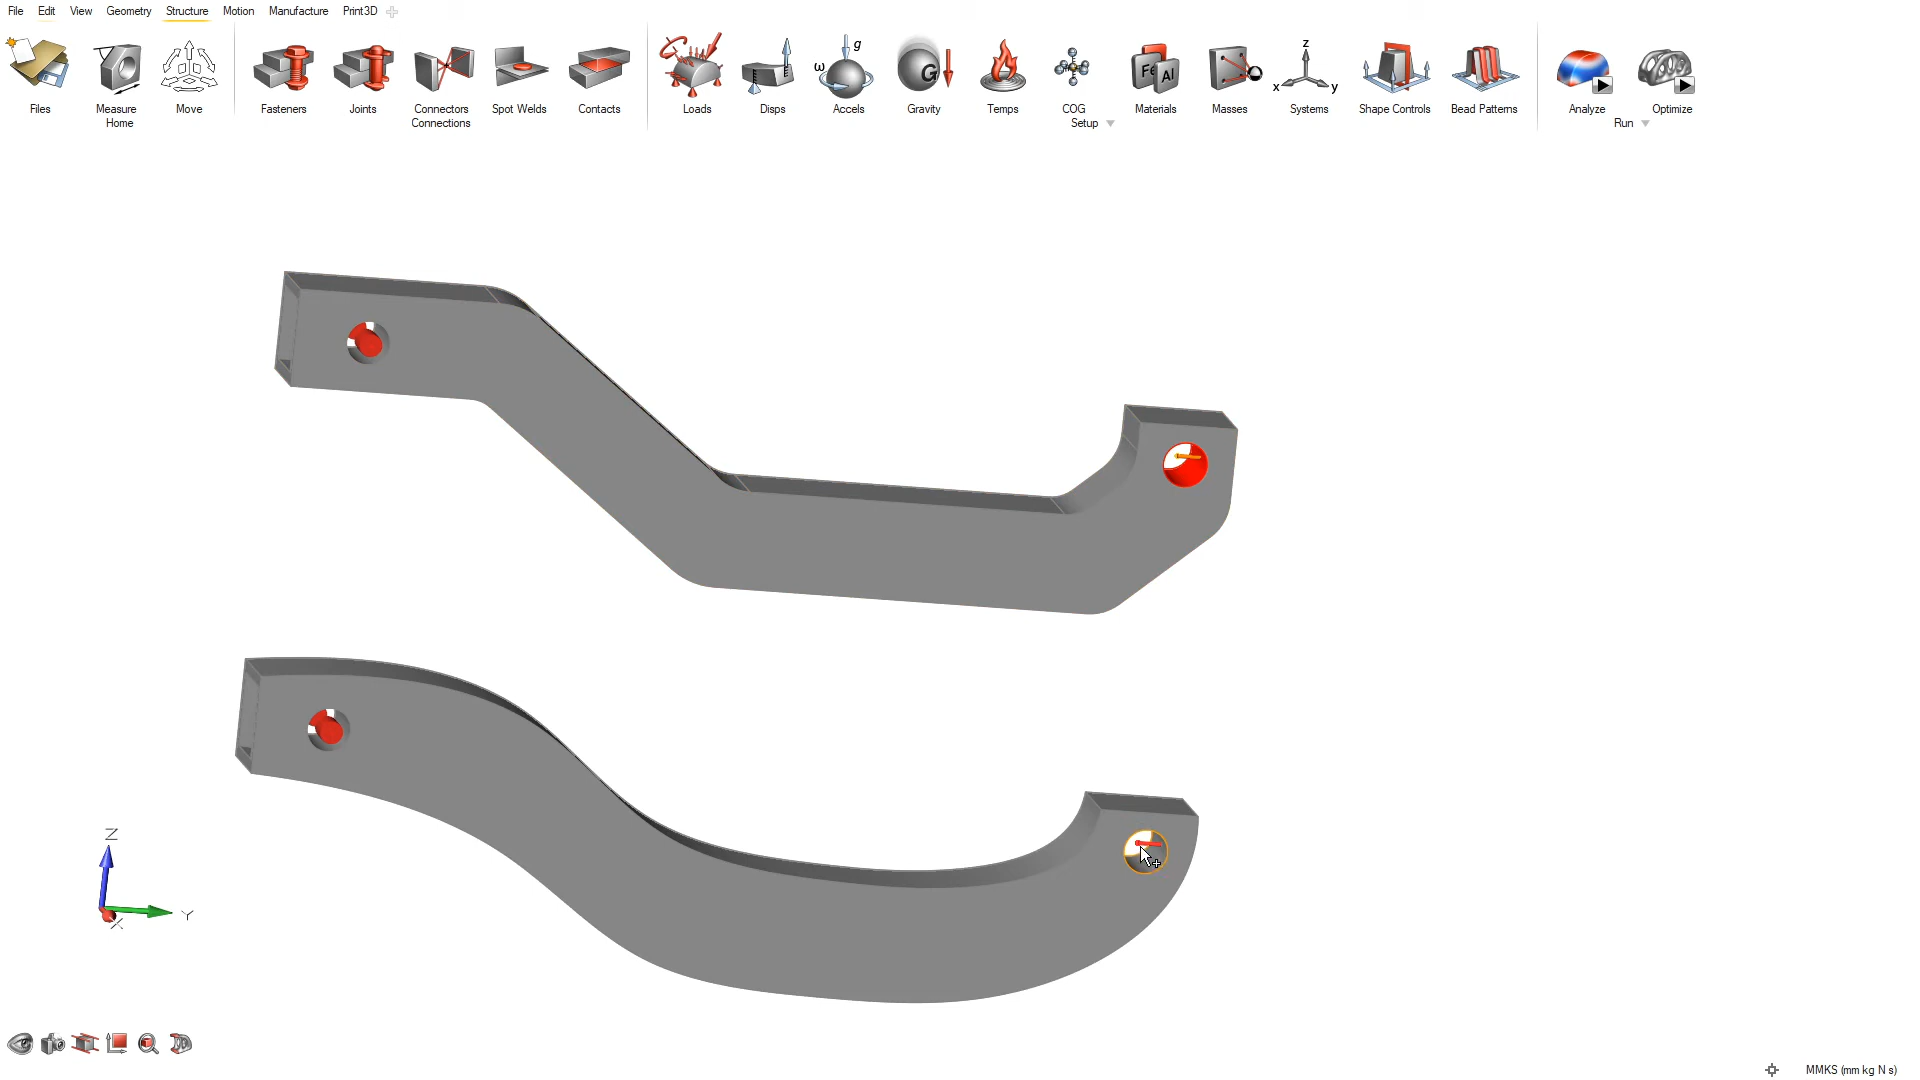 File Edit View Geometry Structure Motion Manufacture Print3D
g
ω
G
Fe
Al
z
x y
Files Measure Move Fasteners Joints Connectors Spot Welds Contacts Loads Disps Accels Gravity Temps COG Materials Masses Systems Shape Controls Bead Patterns Analyze Optimize
Home Connections Setup Run
Z
Y
X
MMKS (mm kg N s)